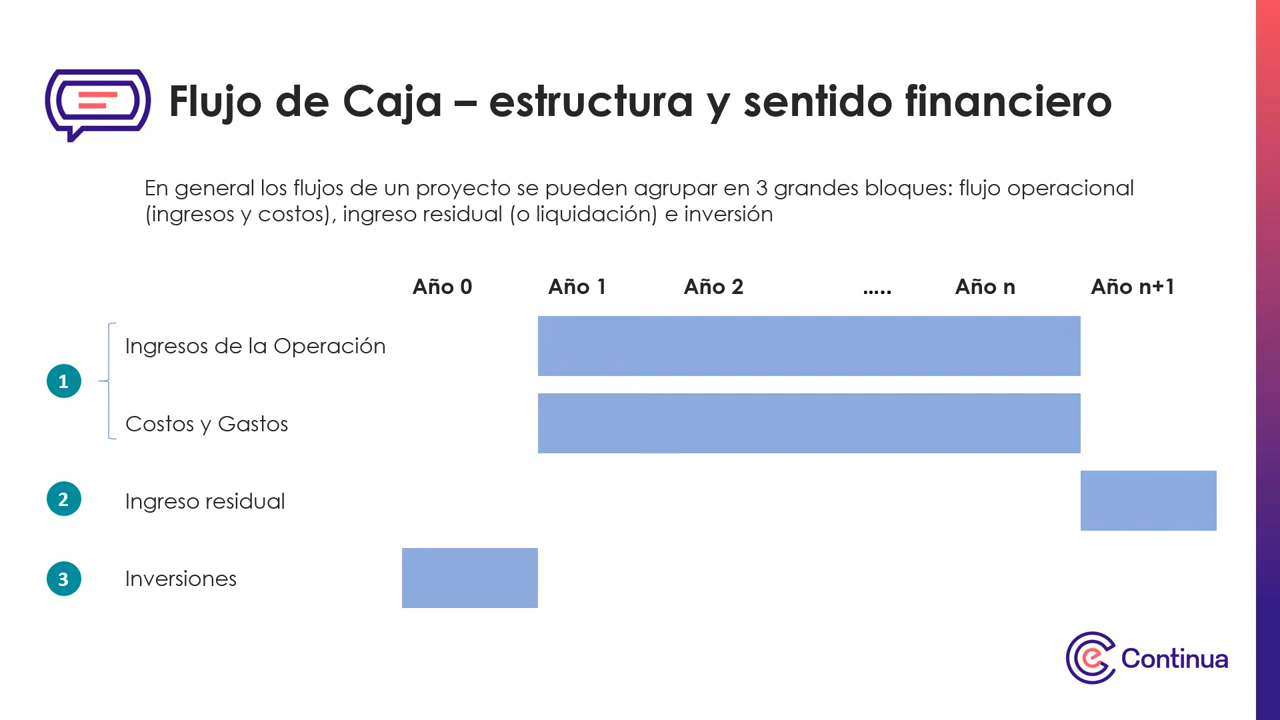 Flujo de Caja – estructura y sentido financiero
En general los flujos de un proyecto se pueden agrupar en 3 grandes bloques: flujo operacional
(ingresos y costos), ingreso residual (o liquidación) e inversión
Año 0 Año 1 Año 2 ..... Año n Año n+1
Ingresos de la Operación
1
Costos y Gastos
2 Ingreso residual
3 Inversiones
e Continua